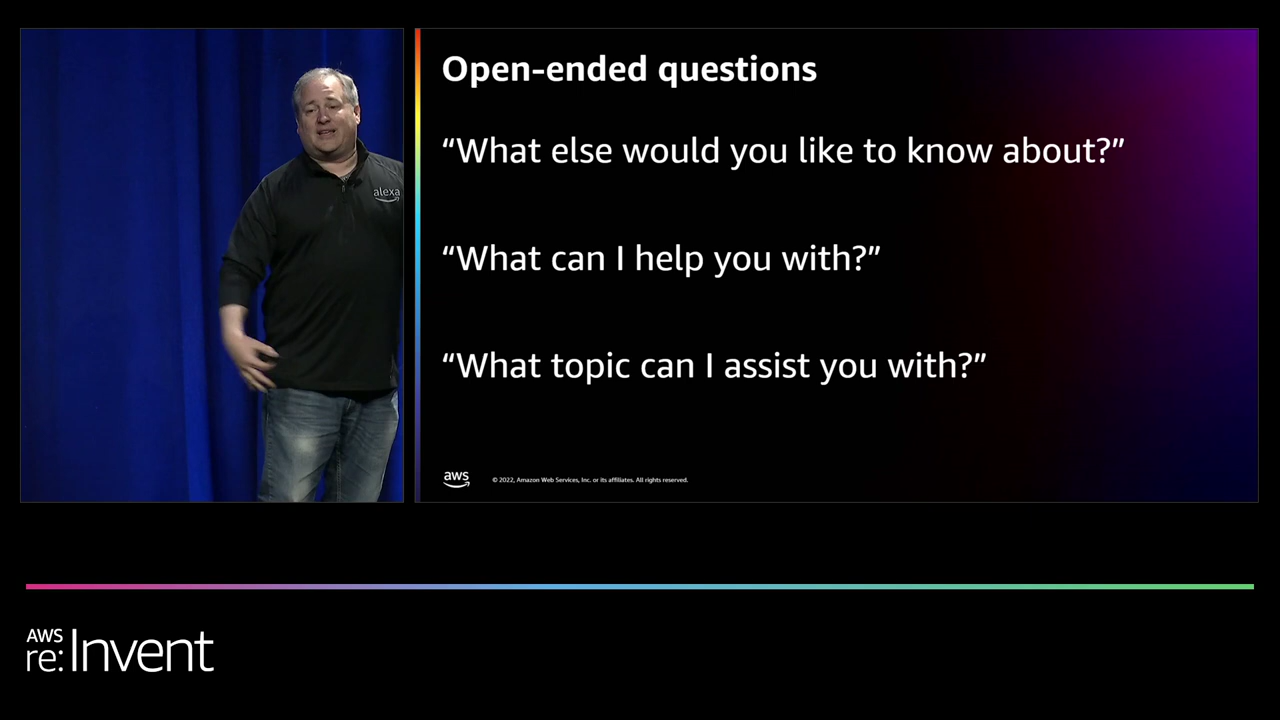 alexa
Open-ended questions
“What else would you like to know about?”
“What can I help you with?”
“What topic can I assist you with?”
aws
© 2022, Amazon Web Services, Inc. or its affiliates. All rights reserved.
AWS
re:Invent